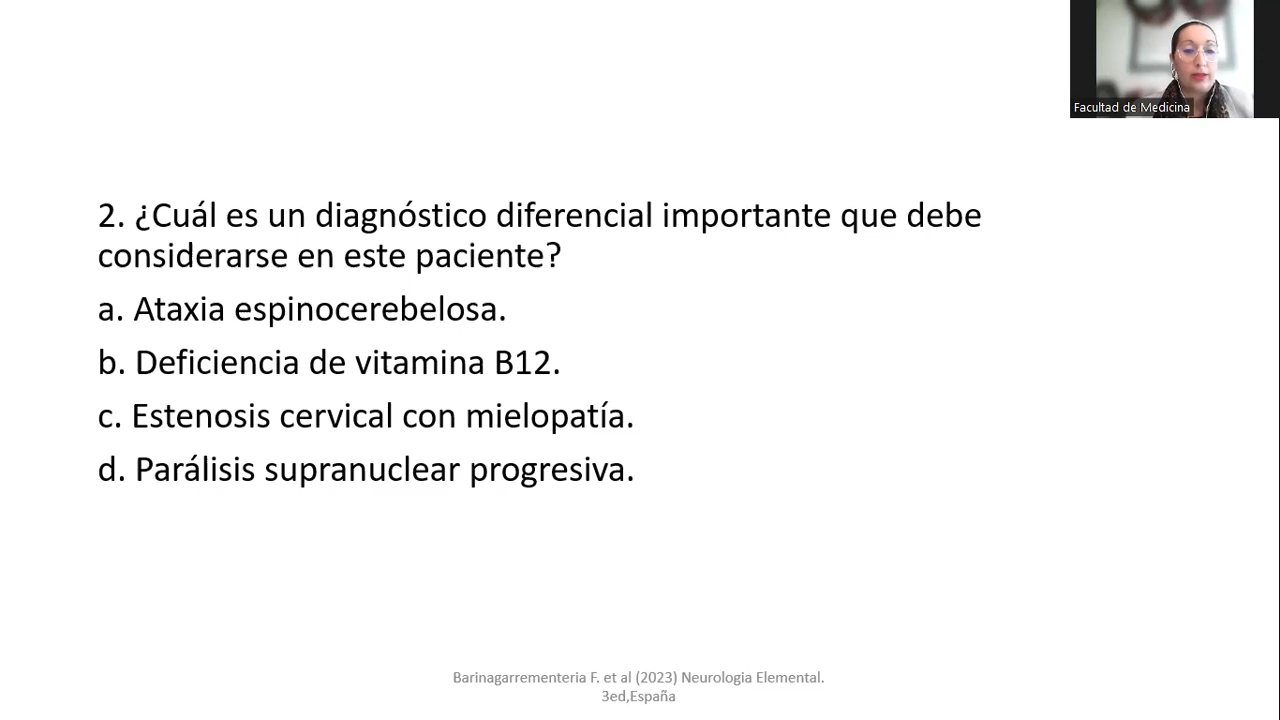 Facultad de Medicina
2. ¿Cuál es un diagnóstico diferencial importante que debe
considerarse en este paciente?
a. Ataxia espinocerebelosa.
b. Deficiencia de vitamina B12.
c. Estenosis cervical con mielopatía.
d. Parálisis supranuclear progresiva.
Barinagarrementeria F. et al (2023) Neurologia Elemental.
3ed,España